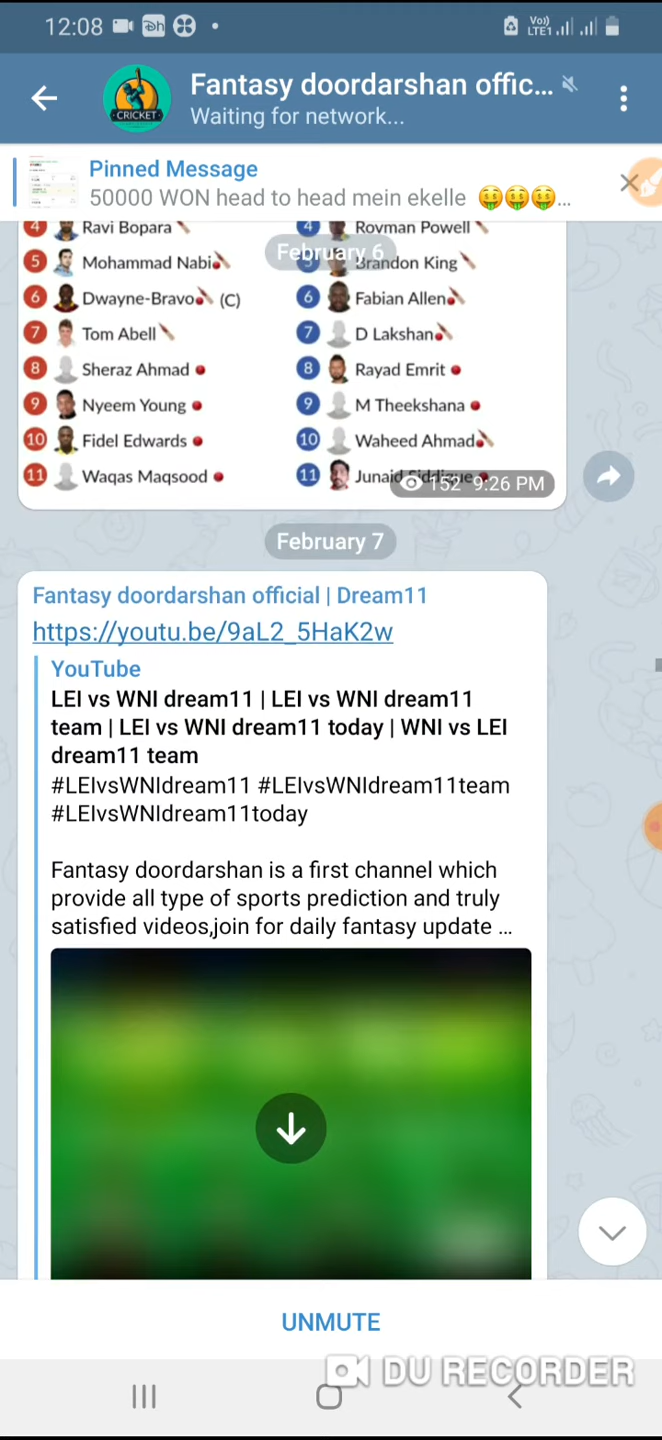 12:08
Dh
Vo))
LTE1
Fantasy doordarshan offic...
Waiting for network...
CRICKET
Pinned Message
50000 WON head to head mein ekelle 🤑🤑🤑...
4 Ravi Bopara
4 Rovman Powell
February 6
5 Mohammad Nabi
Brandon King
6 Dwayne-Bravo (C)
6 Fabian Allen
7 Tom Abell
7 D Lakshan
8 Sheraz Ahmad
8 Rayad Emrit
9 Nyeem Young
9 M Theekshana
10 Fidel Edwards
10 Waheed Ahmad
11 Waqas Maqsood
11 Junaid Siddique
152 9:26 PM
February 7
Fantasy doordarshan official | Dream11
https://youtu.be/9aL2_5HaK2w
YouTube
LEI vs WNI dream11 | LEI vs WNI dream11
team | LEI vs WNI dream11 today | WNI vs LEI
dream11 team
#LEIvsWNIdream11 #LEIvsWNIdream11team
#LEIvsWNIdream11today
Fantasy doordarshan is a first channel which
provide all type of sports prediction and truly
satisfied videos,join for daily fantasy update ...
UNMUTE
DU RECORDER